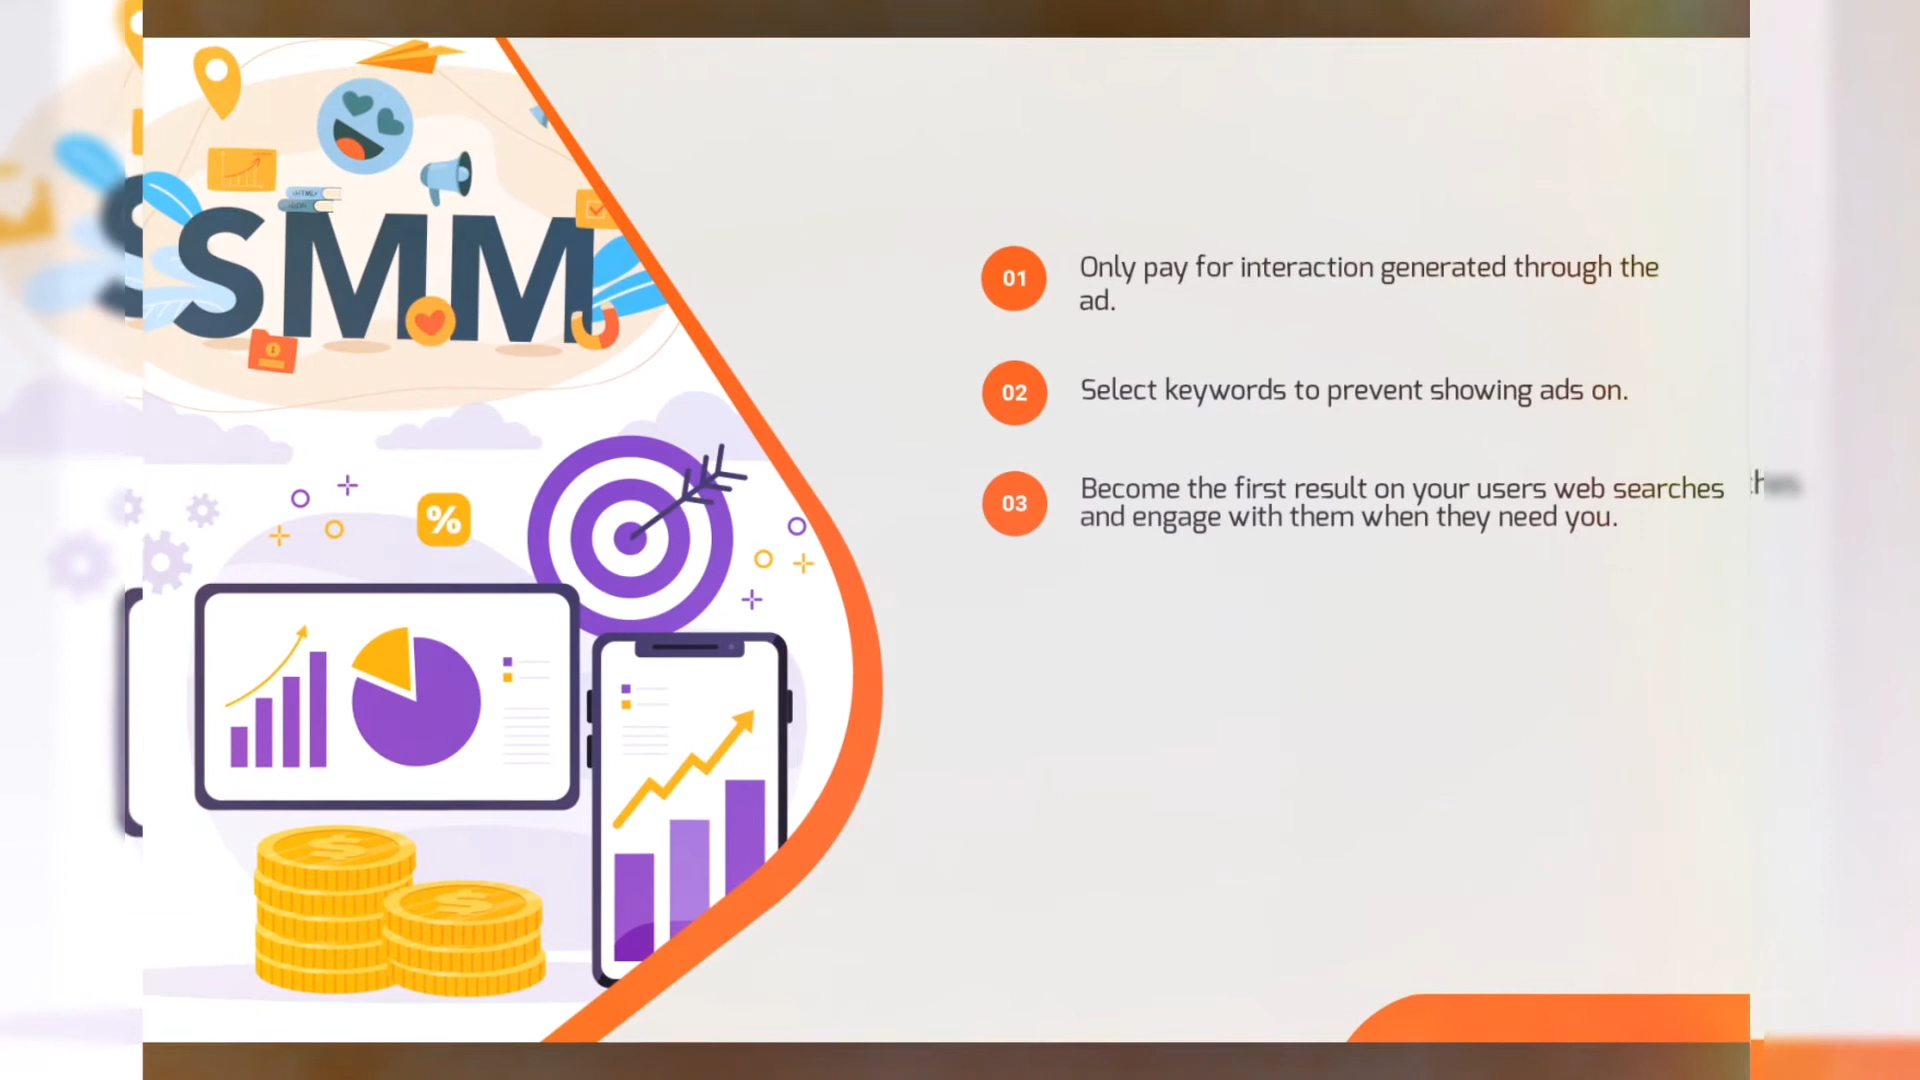 SMM
01
Only pay for interaction generated through the
ad.
02
Select keywords to prevent showing ads on.
03
Become the first result on your users web searches
and engage with them when they need you.
%